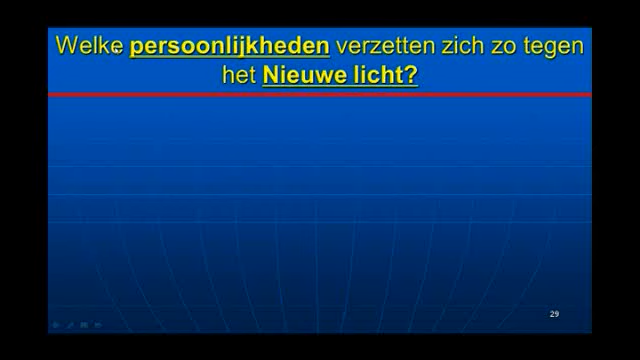 Welke persoonlijkheden verzetten zich zo tegen
het Nieuwe licht?
29